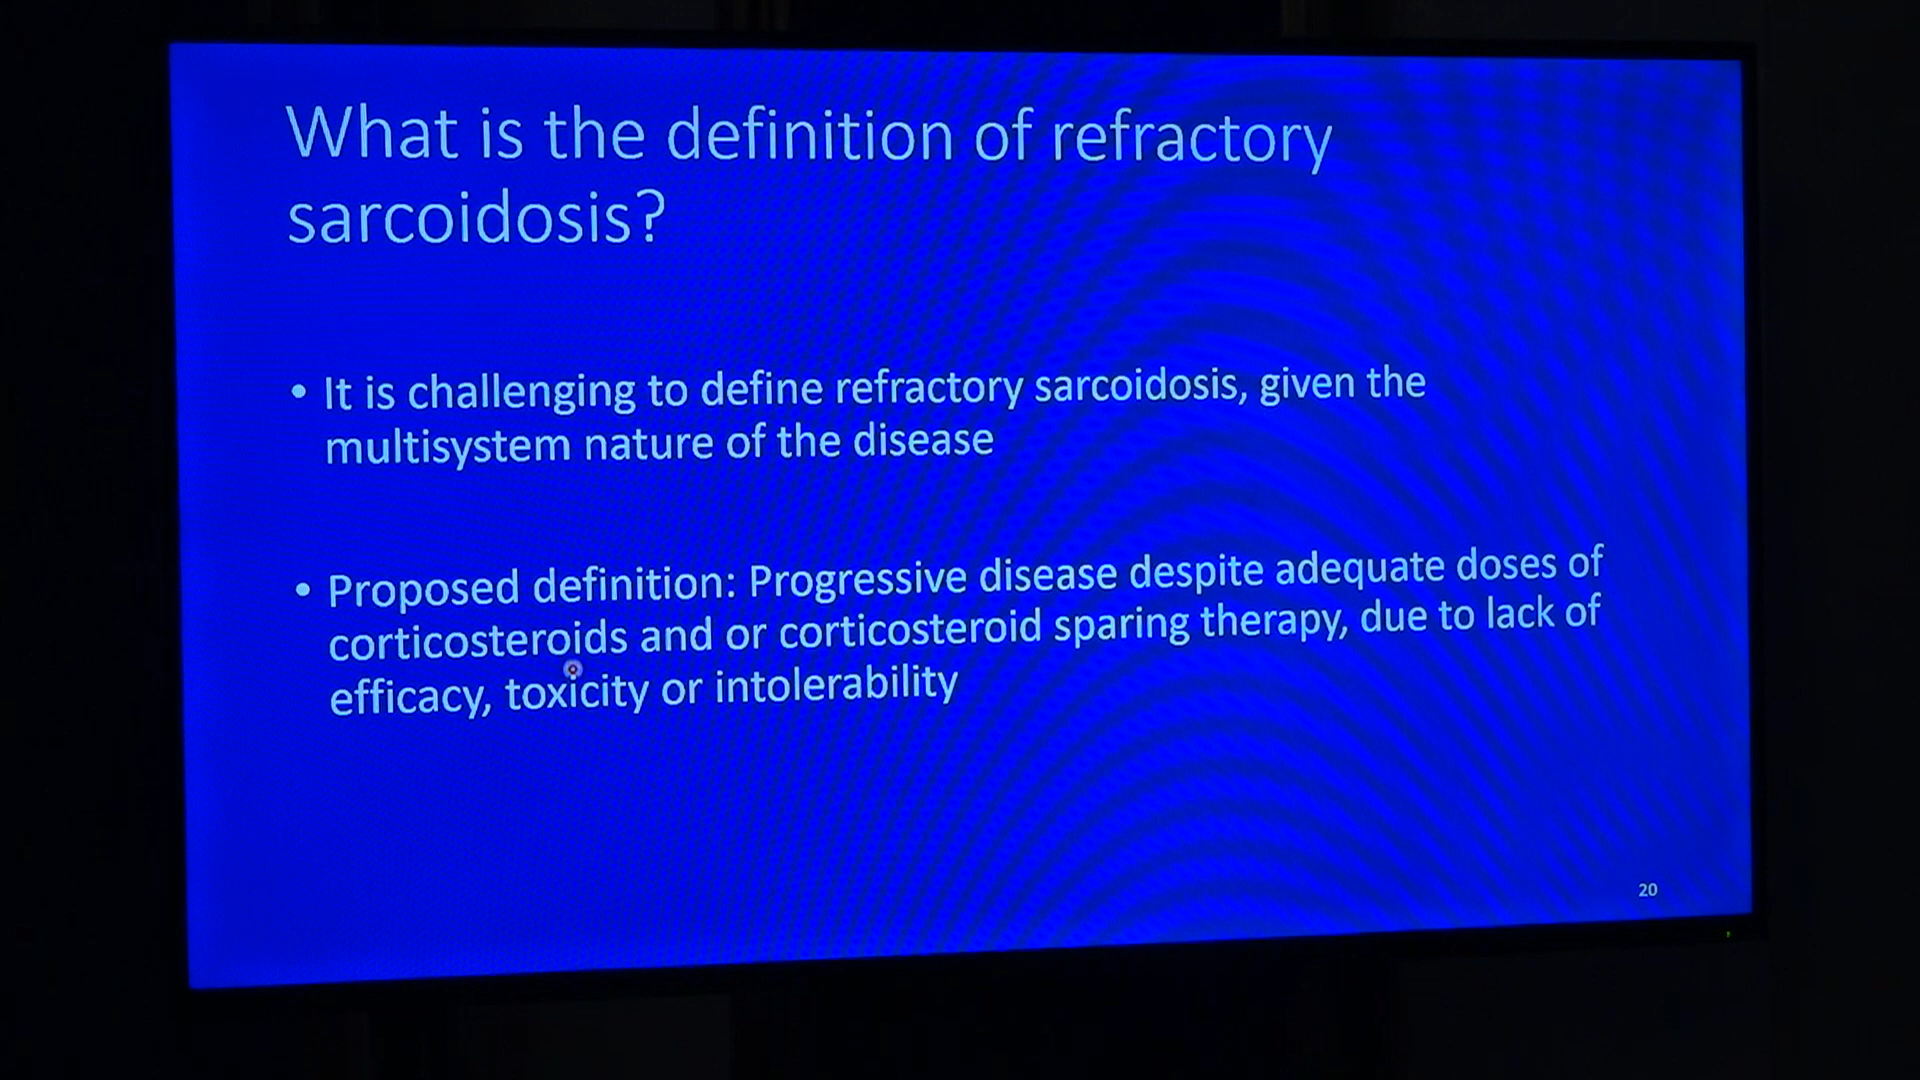 What is the definition of refractory
sarcoidosis?
• It is challenging to define refractory sarcoidosis, given the
multisystem nature of the disease
• Proposed definition: Progressive disease despite adequate doses of
corticosteroids and or corticosteroid sparing therapy, due to lack of
efficacy, toxicity or intolerability
20